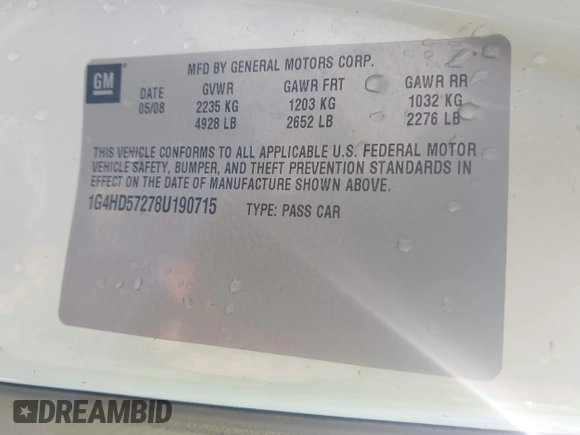 GM
MFD BY GENERAL MOTORS CORP.
DATE GVWR GAWR FRT GAWR RR
05/08 2235 KG 1203 KG 1032 KG
4928 LB 2652 LB 2276 LB
THIS VEHICLE CONFORMS TO ALL APPLICABLE U.S. FEDERAL MOTOR
VEHICLE SAFETY, BUMPER, AND THEFT PREVENTION STANDARDS IN
EFFECT ON THE DATE OF MANUFACTURE SHOWN ABOVE.
1G4HD57278U190715 TYPE: PASS CAR
DREAMBID